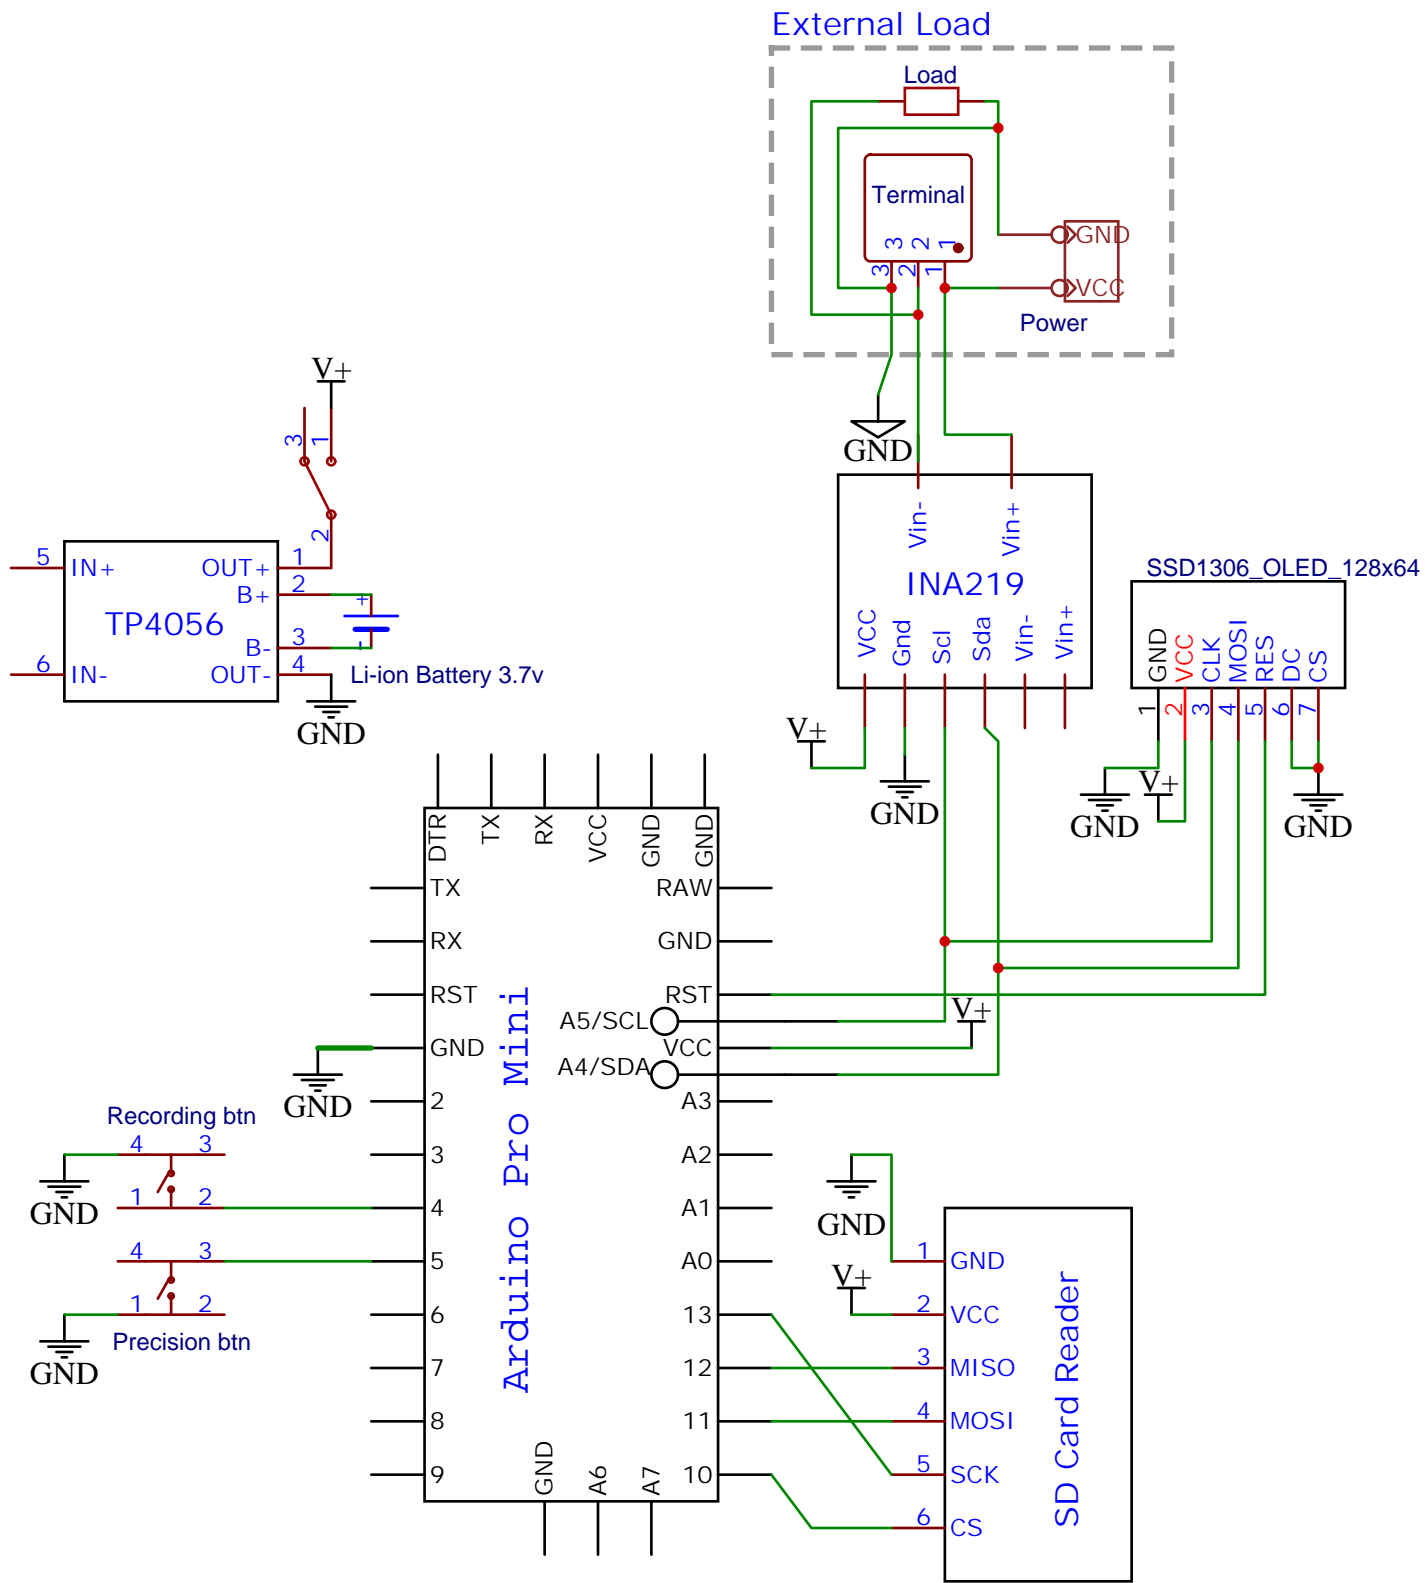 External Load
Load
Terminal
3 2 1
3 2 1
GND
VCC
Power
GND
V+
3 1
2
5 IN+ OUT+ 1
B+ 2
TP4056
+
-
B- 3
6 IN- OUT- 4
Li-ion Battery 3.7v
GND
Vin- Vin+
INA219
VCC Gnd Scl Sda Vin- Vin+
V+
GND
SSD1306_OLED_128x64
GND VCC CLK MOSI RES DC CS
1 2 3 4 5 6 7
V+
GND
GND
DTR TX RX VCC GND GND
TX RAW
RX GND
RST RST
A5/SCL
V+
GND VCC
A4/SDA
GND
2 A3
3 A2
4 A1
5 A0
6 13
7 12
8 11
9 10
GND A6 A7
Arduino Pro Mini
Recording btn
4 3
1 2
GND
4 3
1 2
Precision btn
GND
GND
V+
1 GND
2 VCC
3 MISO
4 MOSI
5 SCK
6 CS
SD Card Reader